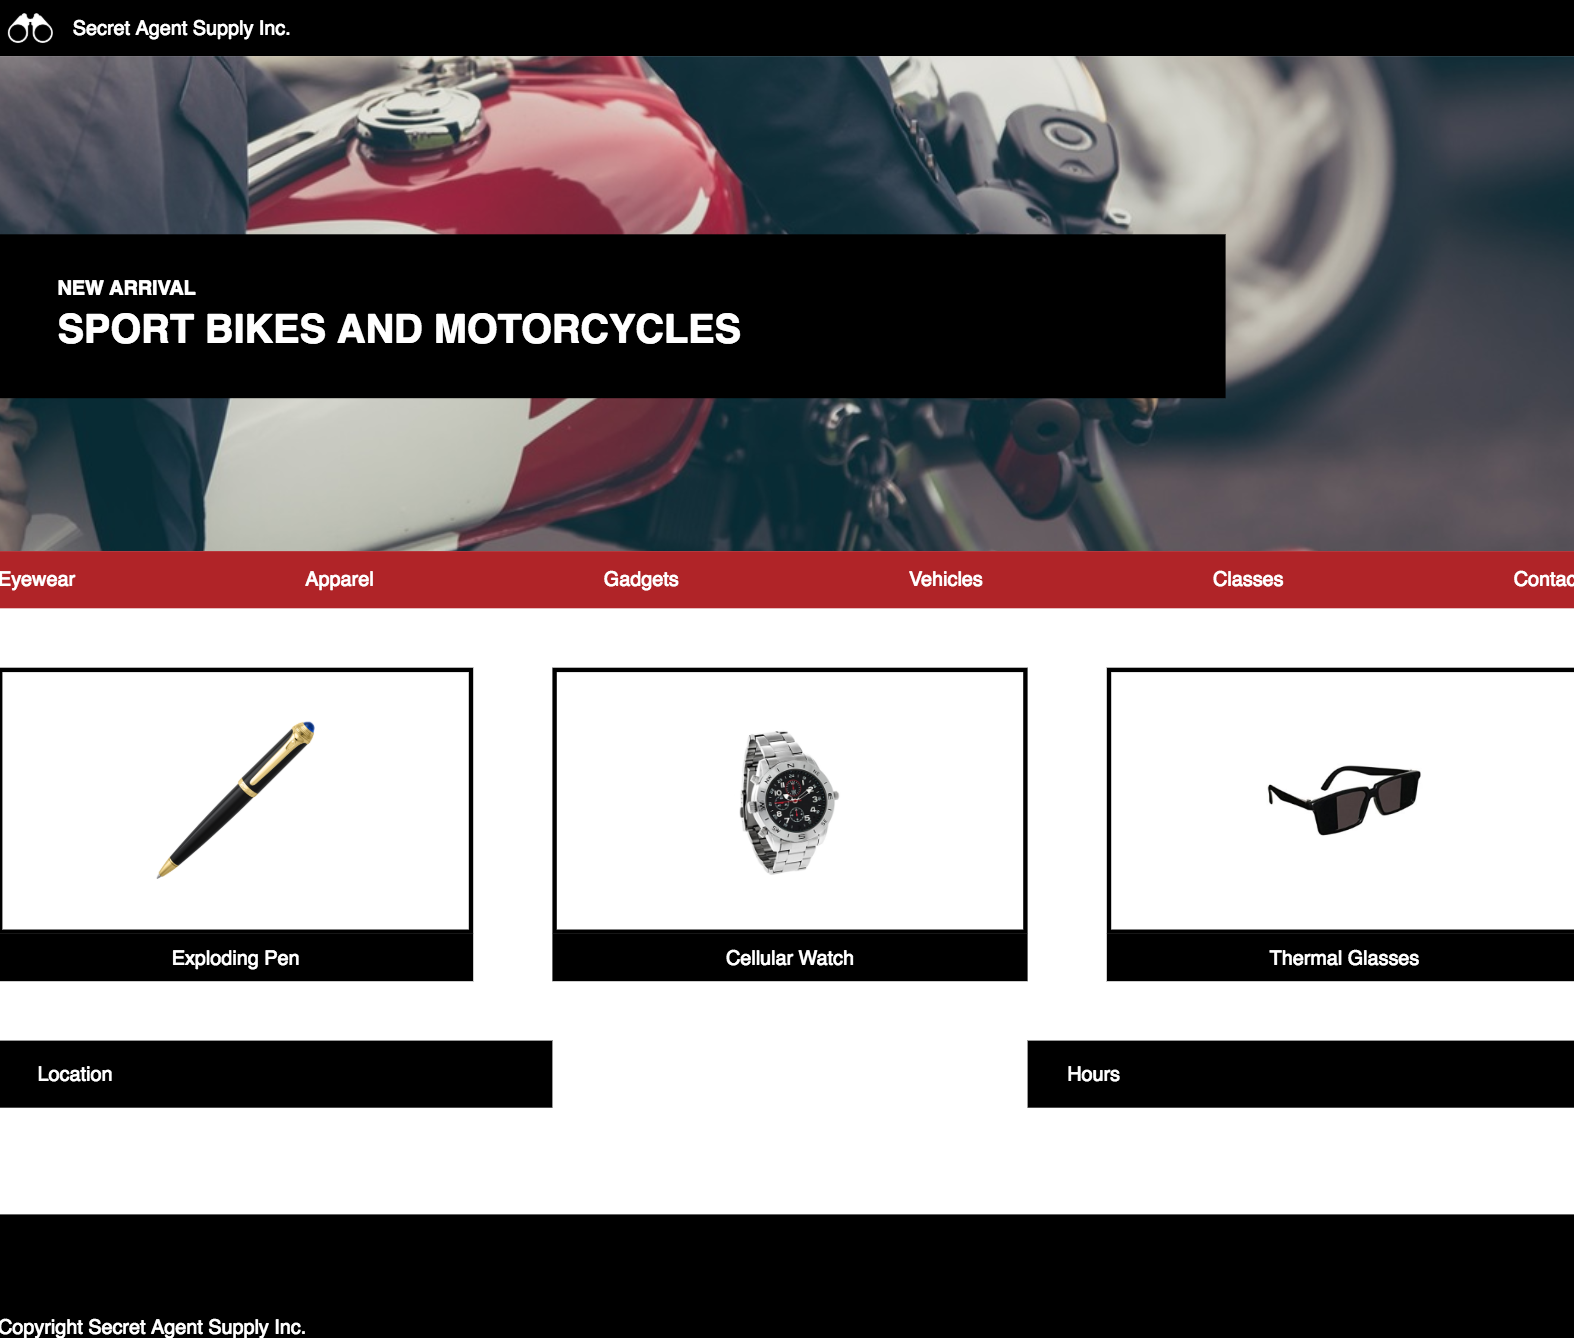 Secret Agent Supply Inc.
NEW ARRIVAL
SPORT BIKES AND MOTORCYCLES
Eyewear Apparel Gadgets Vehicles Classes Contac
Exploding Pen Cellular Watch Thermal Glasses
Location Hours
Copyright Secret Agent Supply Inc.